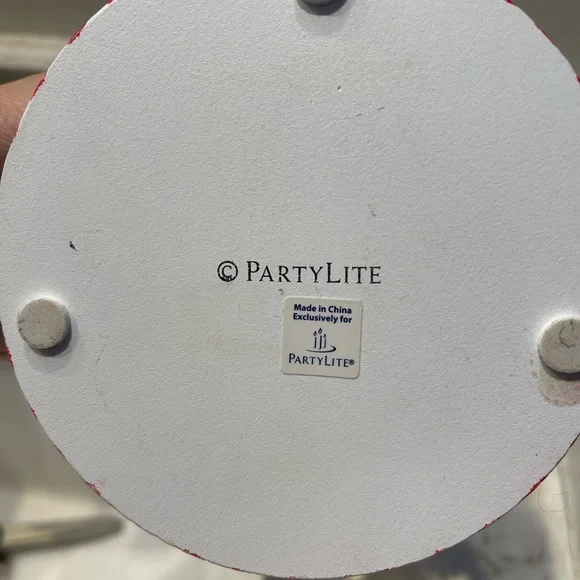 © PARTYLITE
Made in China
Exclusively for
PARTYLITE®